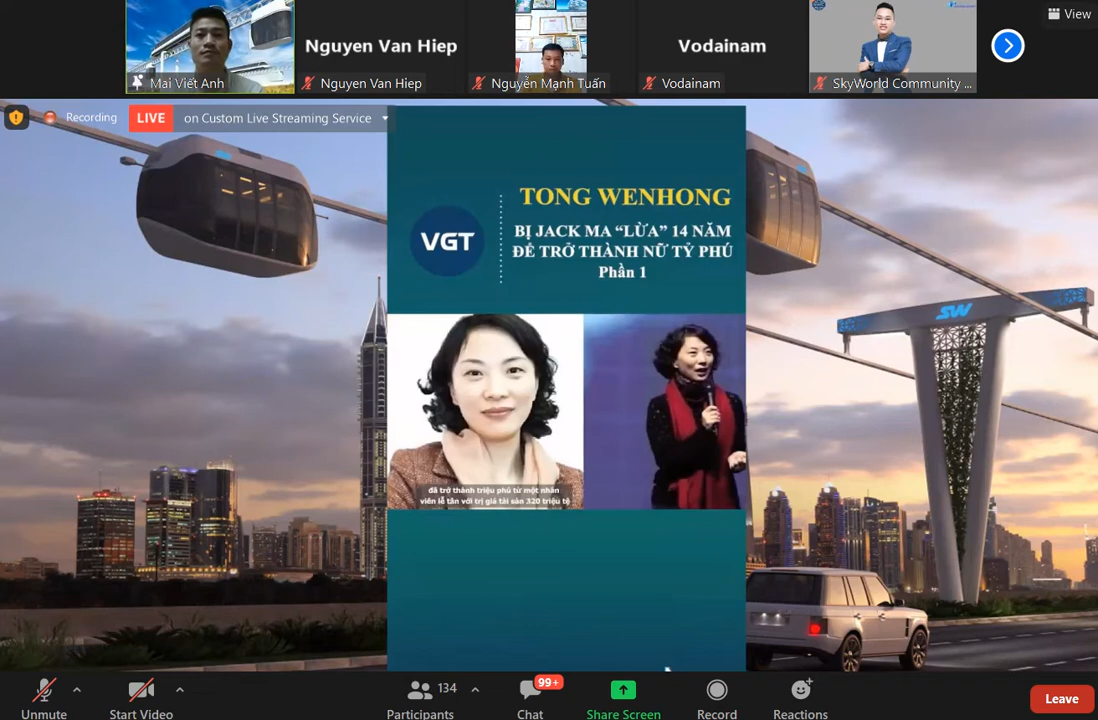 View
Nguyen Van Hiep
Vodainam
Mai Viết Anh
Nguyen Van Hiep
Nguyễn Mạnh Tuấn
Vodainam
SkyWorld Community ...
Recording
LIVE
on Custom Live Streaming Service
TONG WENHONG
VGT
BỊ JACK MA “LỪA” 14 NĂM
ĐỂ TRỞ THÀNH NỮ TỶ PHÚ
Phần 1
SW
đã trở thành triệu phú từ một nhân
viên lễ tân với trị giá tài sản 320 triệu tệ
134
99+
Unmute
Start Video
Participants
Chat
Share Screen
Record
Reactions
Leave